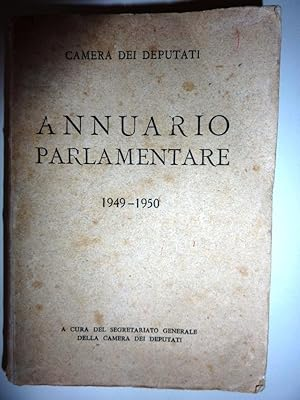 CAMERA DEI DEPUTATI
ANNUARIO
PARLAMENTARE
1949-1950
A CURA DEL SEGRETARIATO GENERALE
DELLA CAMERA DEI DEPUTATI